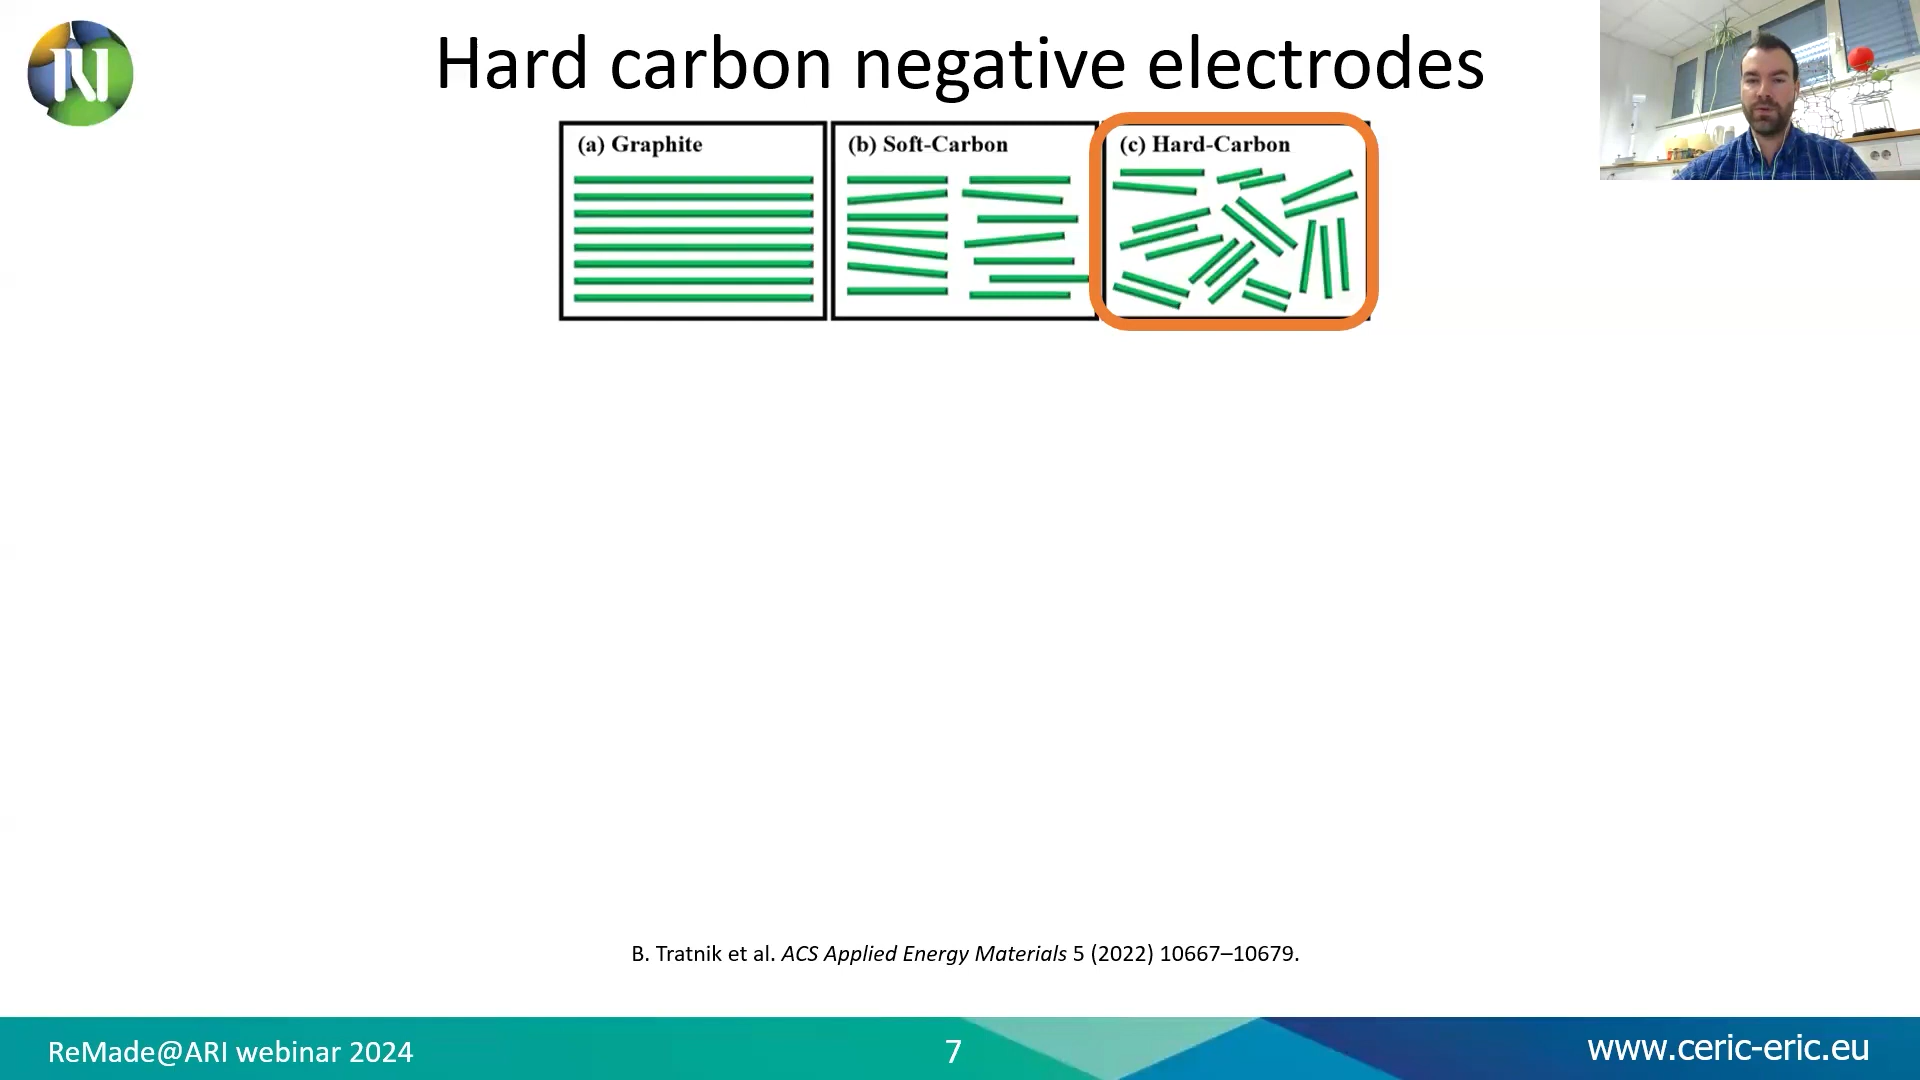 Hard carbon negative electrodes
(a) Graphite
(b) Soft-Carbon
(c) Hard-Carbon
B. Tratnik et al. ACS Applied Energy Materials 5 (2022) 10667–10679.
ReMade@ARI webinar 2024
7
www.ceric-eric.eu